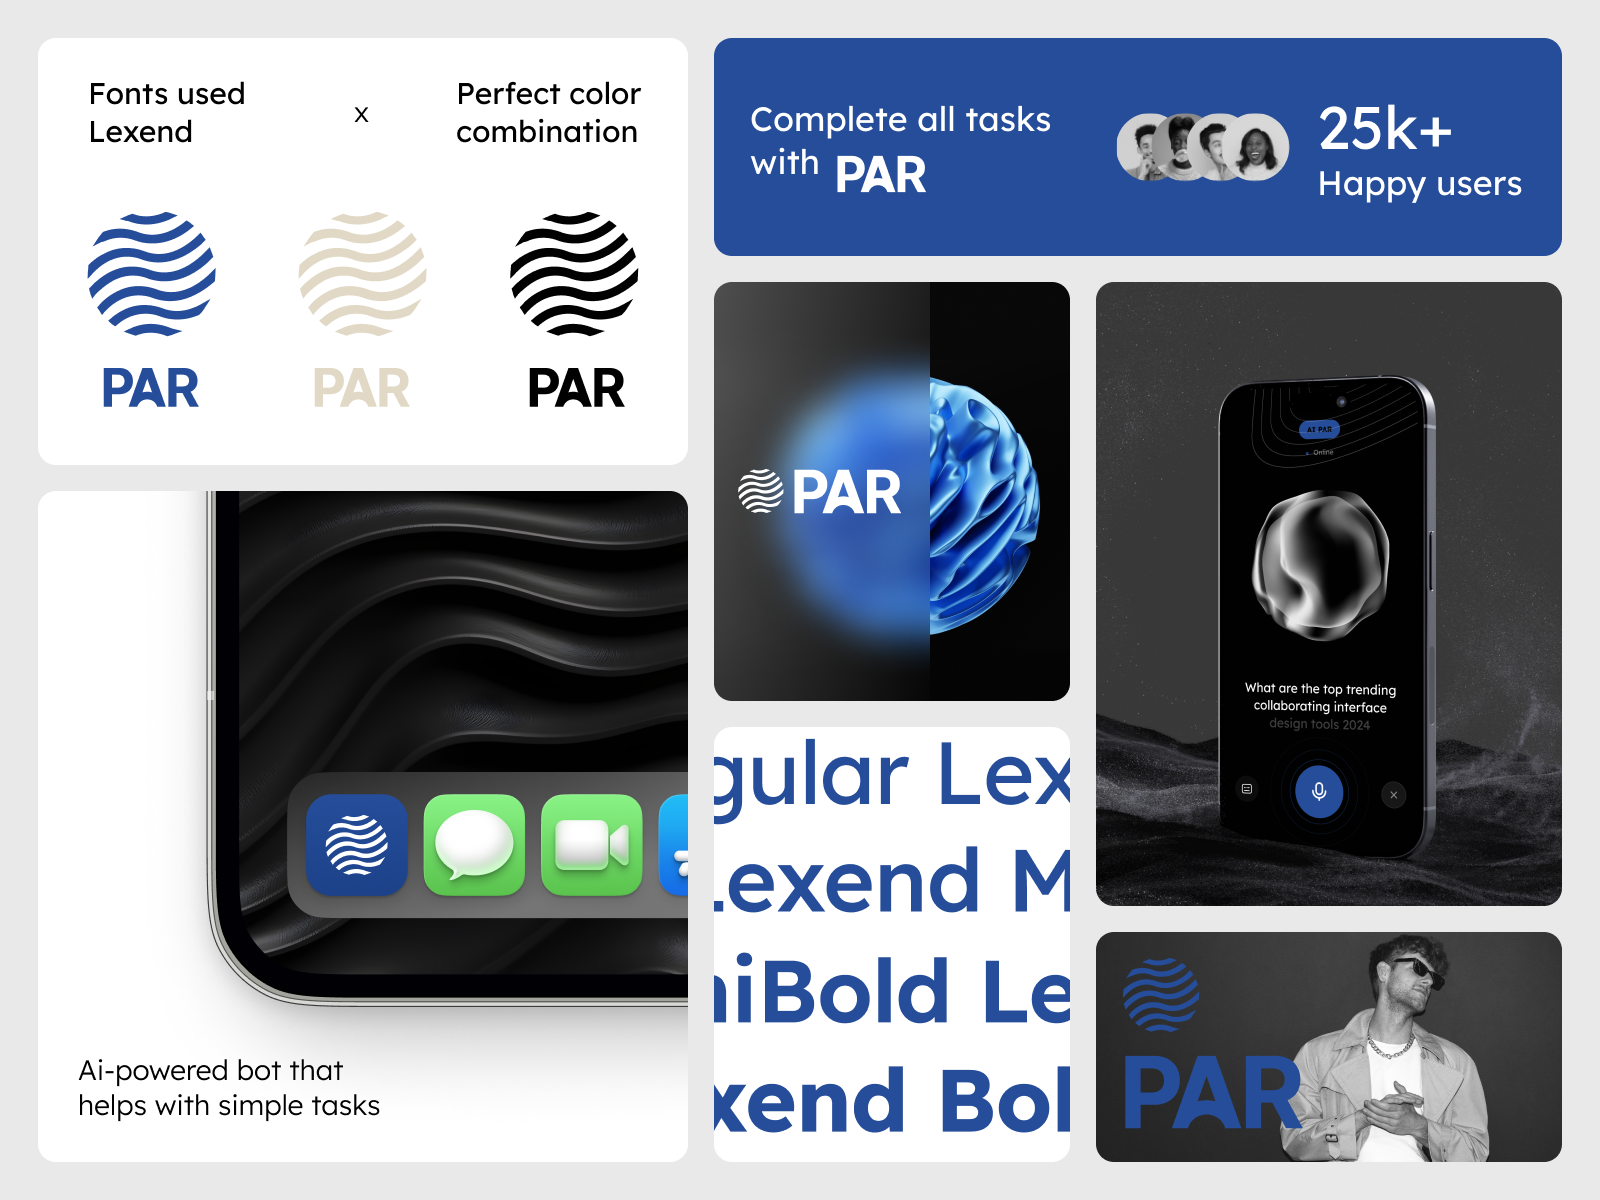 Fonts used
Lexend
x
Perfect color
combination
PAR
PAR
PAR
Complete all tasks
with PAR
25k+
Happy users
PAR
AI PAR
Online
What are the top trending
collaborating interface
design tools 2024
Ai-powered bot that
helps with simple tasks
gular Lex
Lexend M
niBold Le
xend Bol
PAR